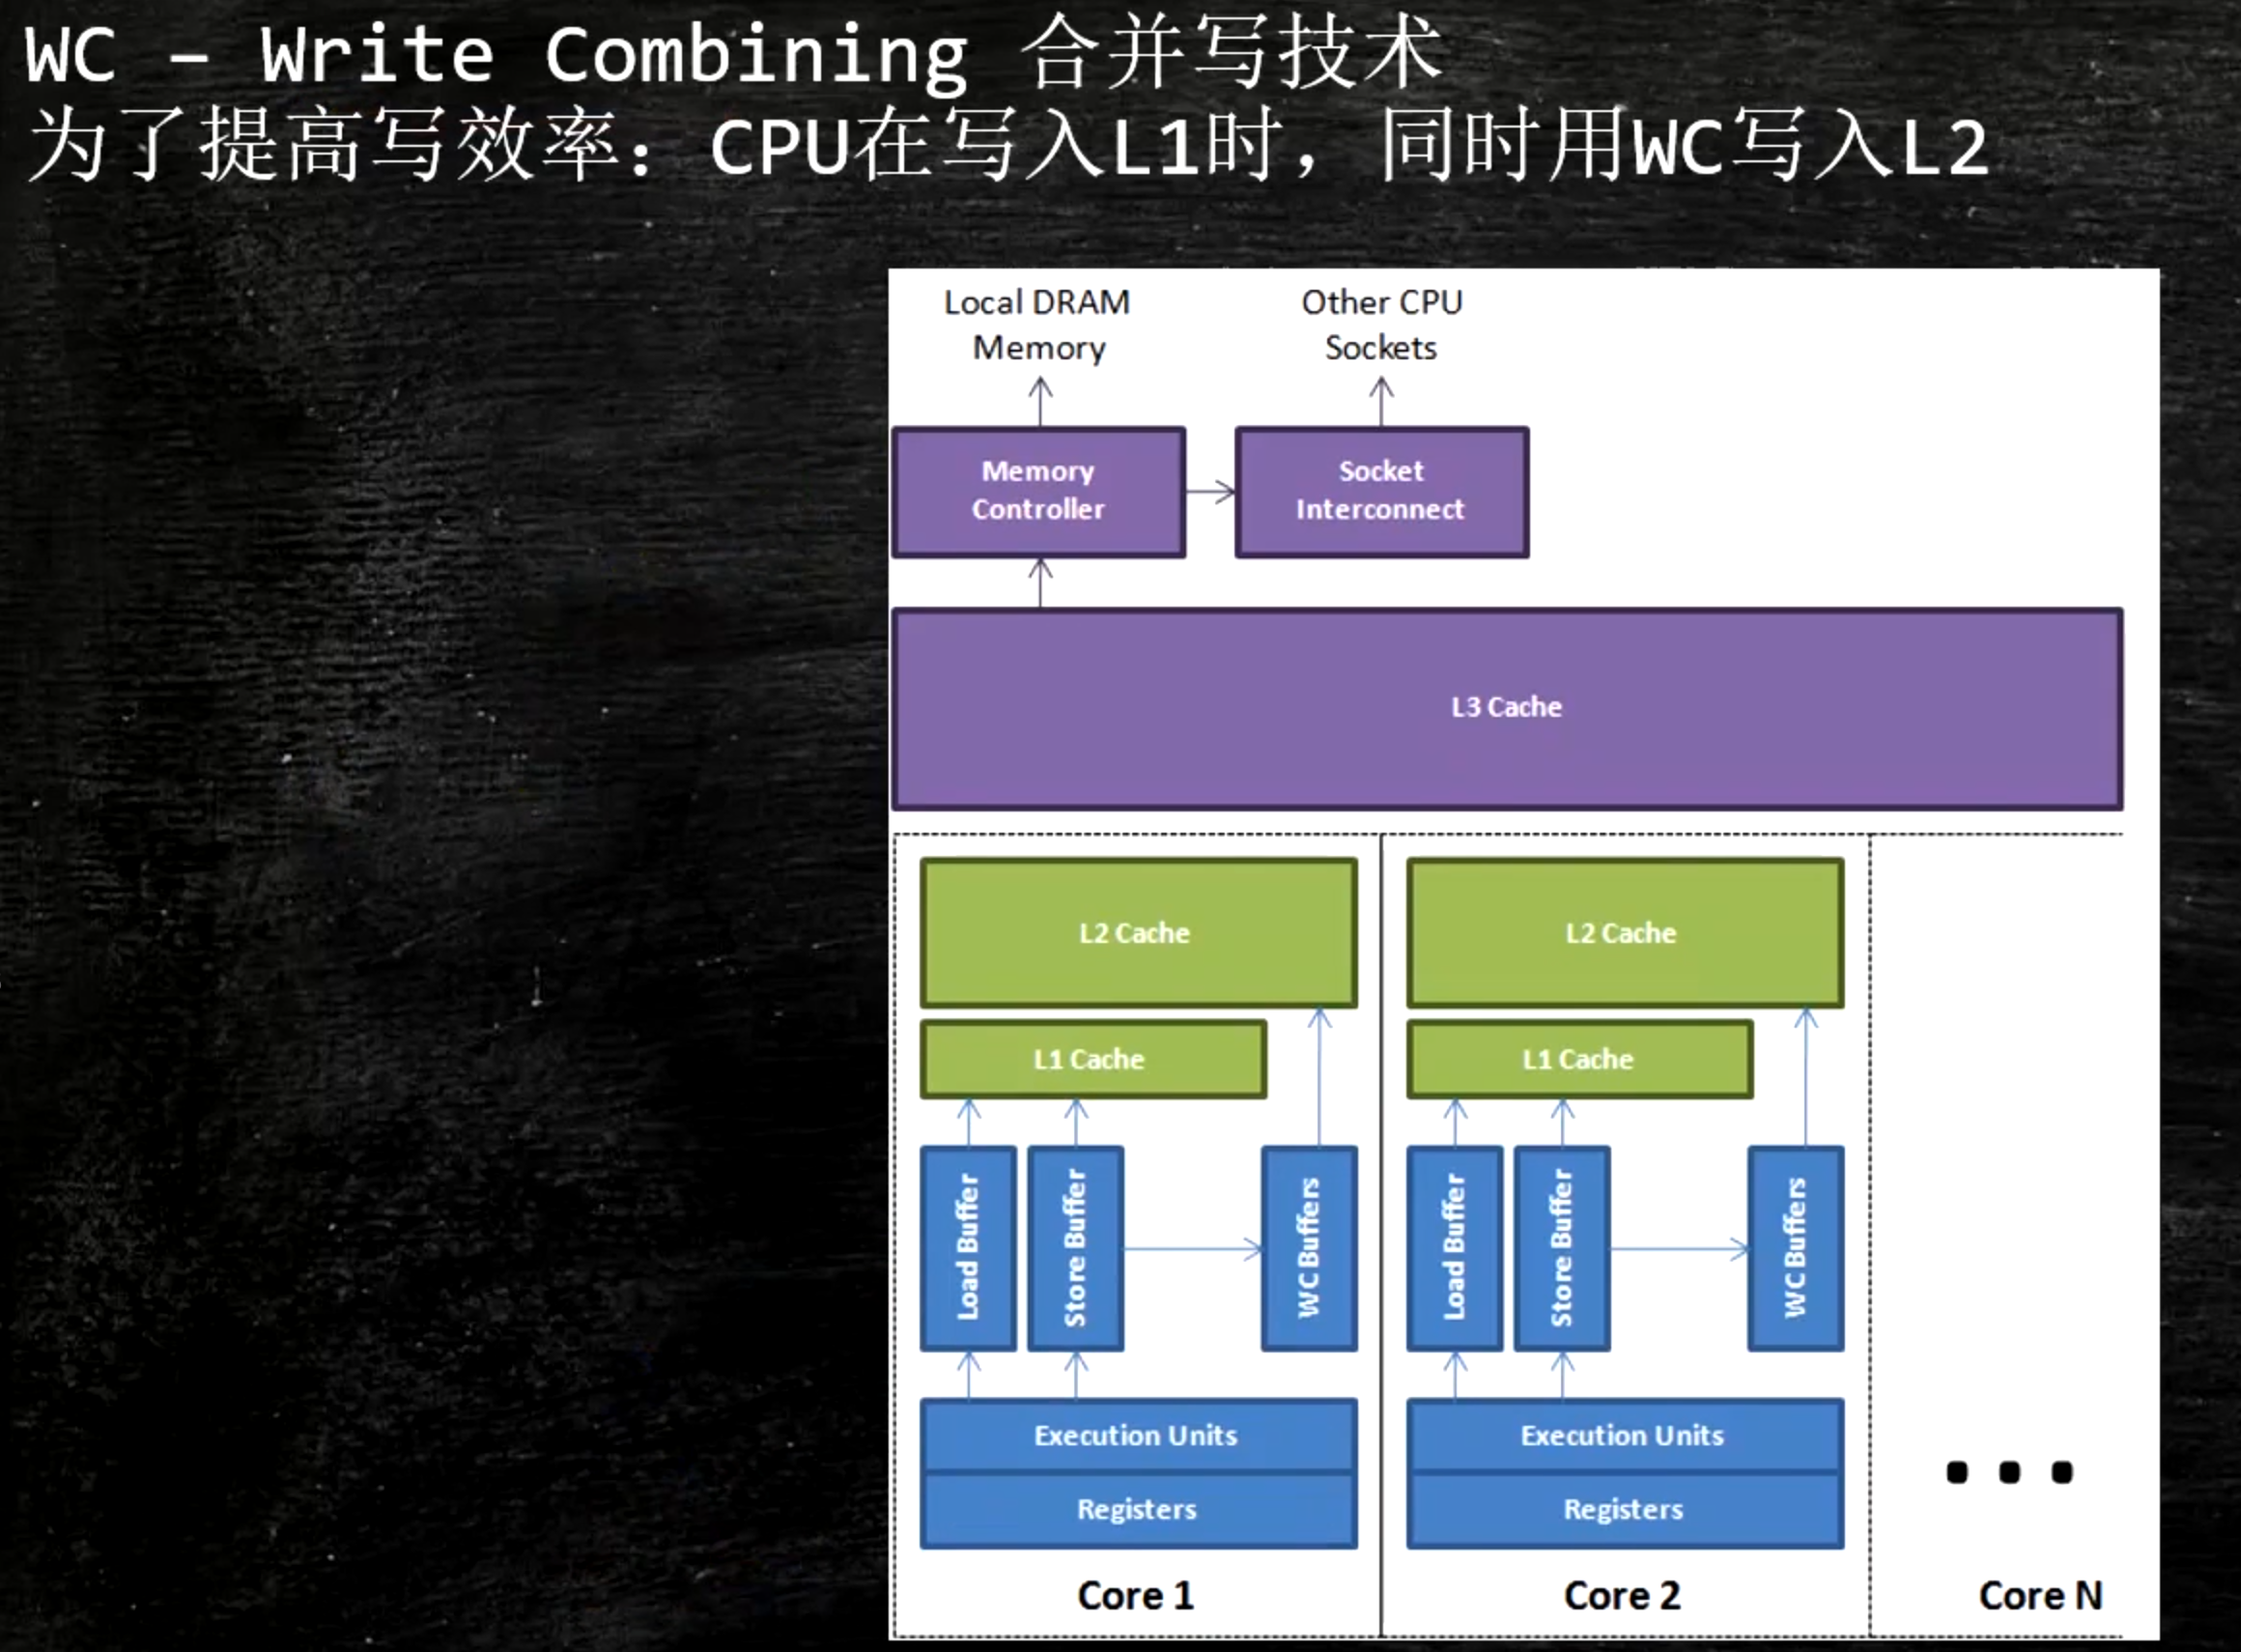 WC – Write Combining 合并写技术
为了提高写效率：CPU在写入L1时，同时用WC写入L2
Local DRAM
Memory
Other CPU
Sockets
Memory
Controller
Socket
Interconnect
L3 Cache
L2 Cache
L1 Cache
Load Buffer
Store Buffer
WC Buffers
Execution Units
Registers
Core 1
L2 Cache
L1 Cache
Load Buffer
Store Buffer
WC Buffers
Execution Units
Registers
Core 2
...
Core N